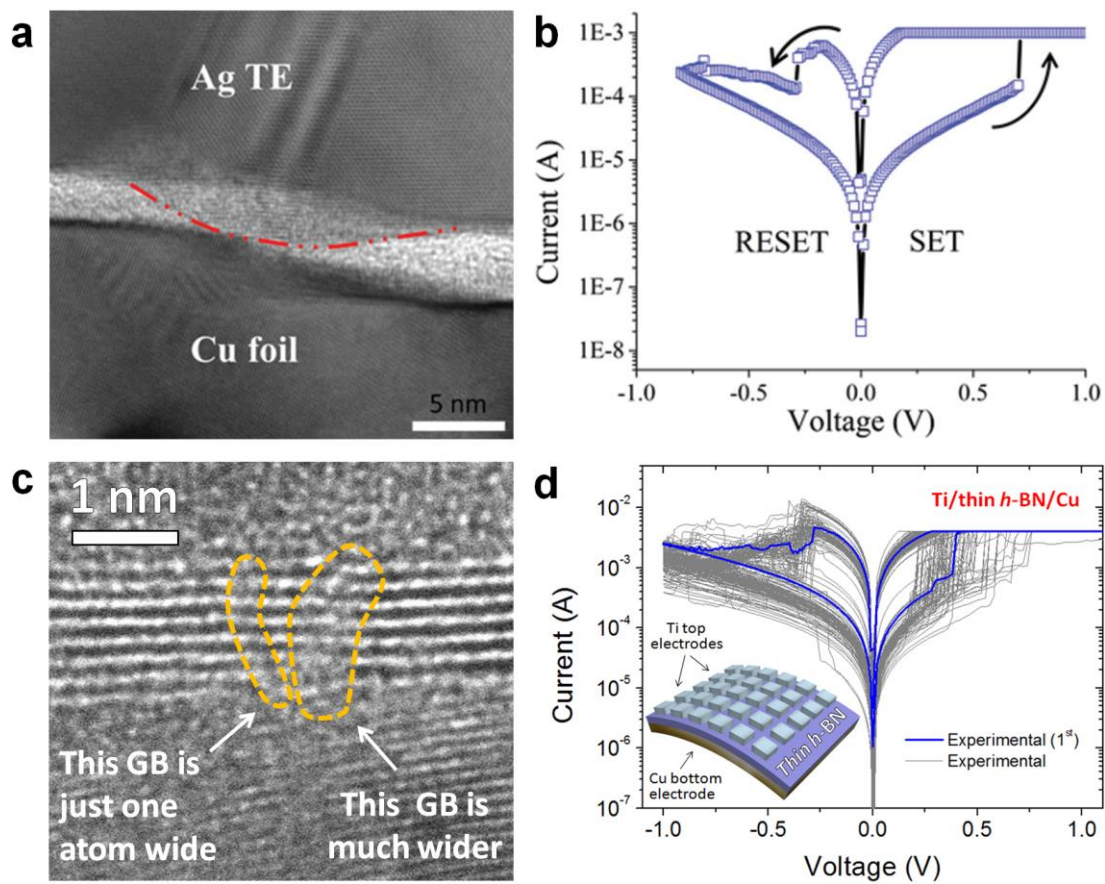 a
Ag TE
Cu foil
5 nm
b
Current (A)
1E-3
1E-4
1E-5
1E-6
1E-7
1E-8
RESET
SET
-1.0
-0.5
0.0
0.5
1.0
Voltage (V)
c
1 nm
This GB is
just one
atom wide
This GB is
much wider
d
Current (A)
10-2
10-3
10-4
10-5
10-6
10-7
Ti/thin h-BN/Cu
Ti top
electrodes
Thin h-BN
Cu bottom
electrode
Experimental (1st)
Experimental
-1.0
-0.5
0.0
0.5
1.0
Voltage (V)